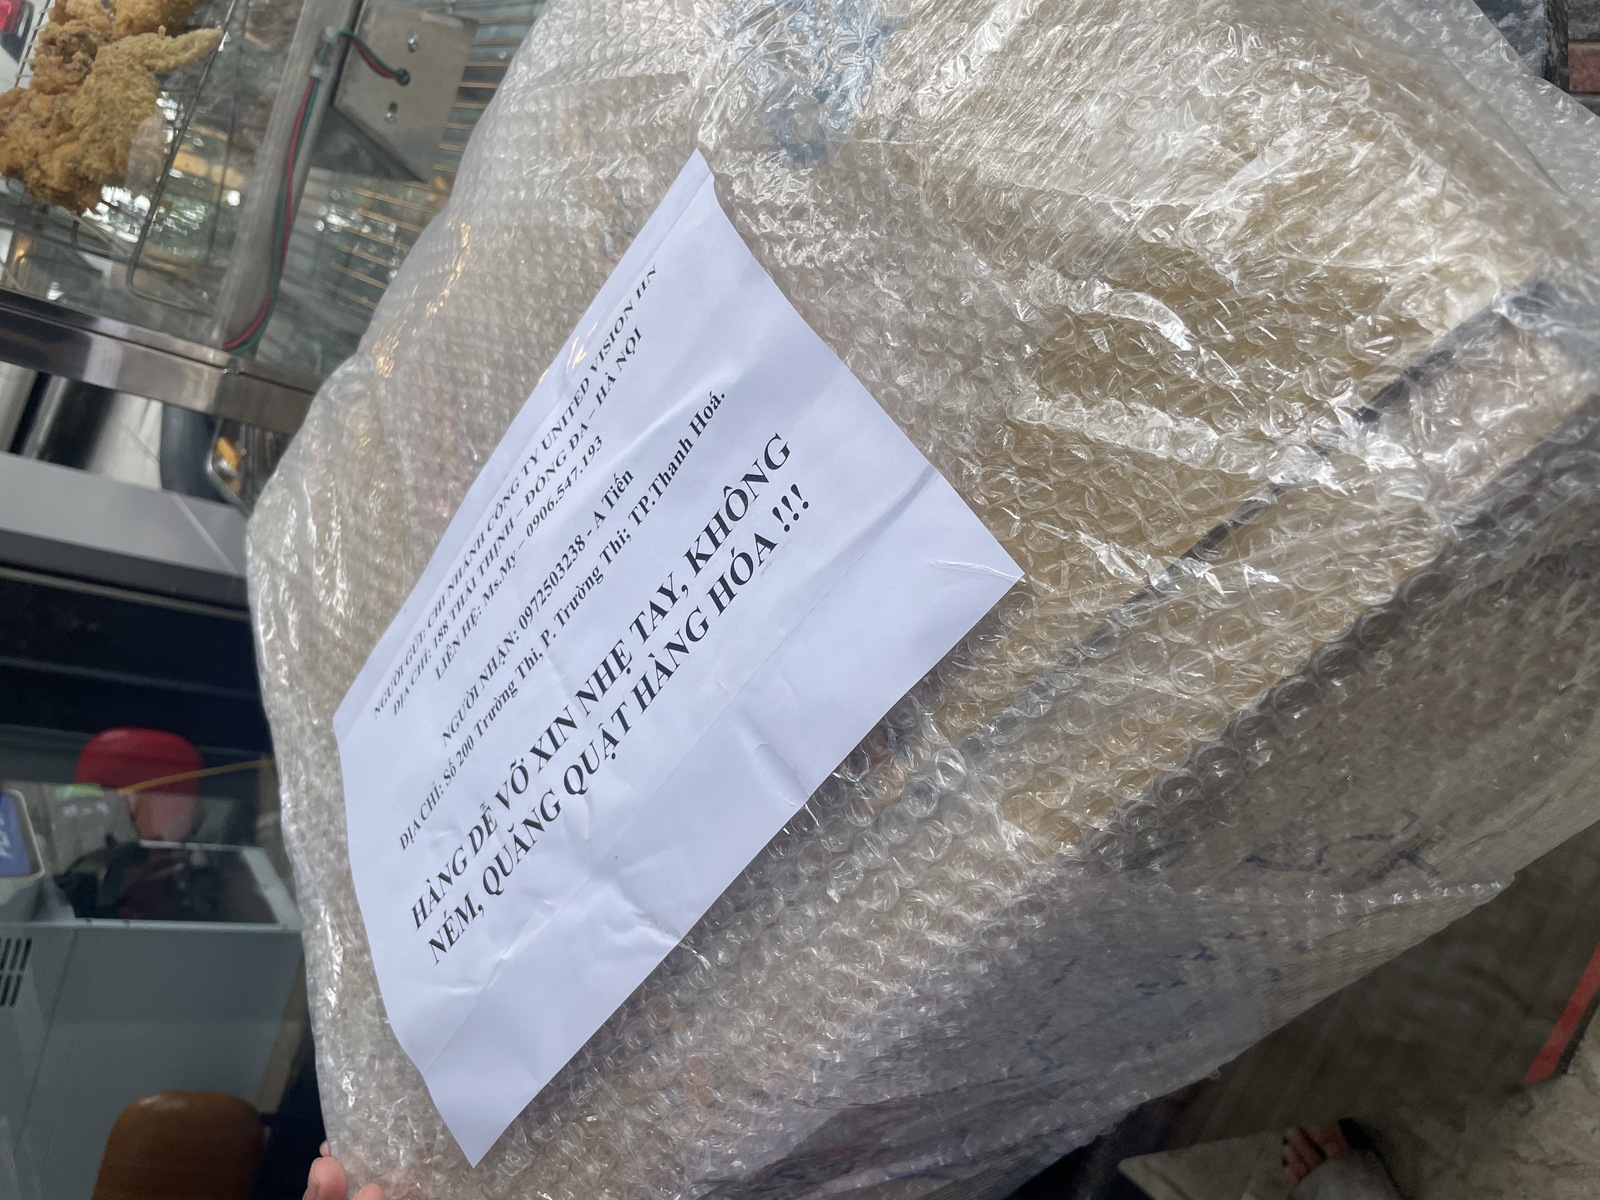 NGƯỜI GỬI: CHI NHÁNH CÔNG TY UNITED VISION HN
ĐỊA CHỈ: 188 THÁI THỊNH – ĐỐNG ĐA – HÀ NỘI
LIÊN HỆ: Ms.My – 0906.547.193
NGƯỜI NHẬN: 0972503238 - A Tiến
ĐỊA CHỈ: Số 200 Trường Thi, P. Trường Thi; TP.Thanh Hoá.
HÀNG DỄ VỠ XIN NHẸ TAY, KHÔNG
NÉM, QUĂNG QUẬT HÀNG HÓA !!!